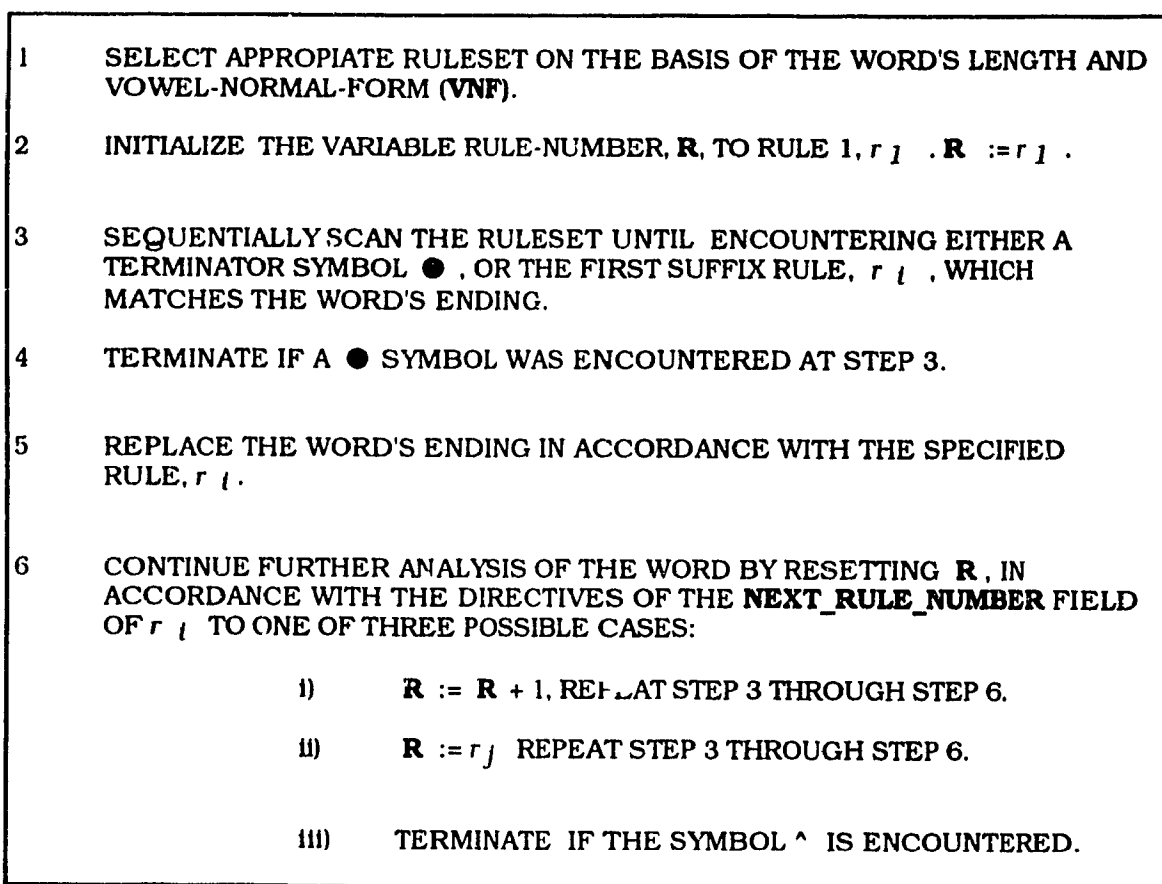 1 SELECT APPROPIATE RULESET ON THE BASIS OF THE WORD'S LENGTH AND
VOWEL-NORMAL-FORM (VNF).
2 INITIALIZE THE VARIABLE RULE-NUMBER, R, TO RULE 1, r 1 . R := r 1 .
3 SEQUENTIALLY SCAN THE RULESET UNTIL ENCOUNTERING EITHER A
TERMINATOR SYMBOL ● , OR THE FIRST SUFFIX RULE, r i , WHICH
MATCHES THE WORD'S ENDING.
4 TERMINATE IF A ● SYMBOL WAS ENCOUNTERED AT STEP 3.
5 REPLACE THE WORD'S ENDING IN ACCORDANCE WITH THE SPECIFIED
RULE, r i .
6 CONTINUE FURTHER ANALYSIS OF THE WORD BY RESETTING R , IN
ACCORDANCE WITH THE DIRECTIVES OF THE NEXT_RULE_NUMBER FIELD
OF r i TO ONE OF THREE POSSIBLE CASES:
i) R := R + 1, REPEAT STEP 3 THROUGH STEP 6.
ii) R := r j REPEAT STEP 3 THROUGH STEP 6.
iii) TERMINATE IF THE SYMBOL ^ IS ENCOUNTERED.